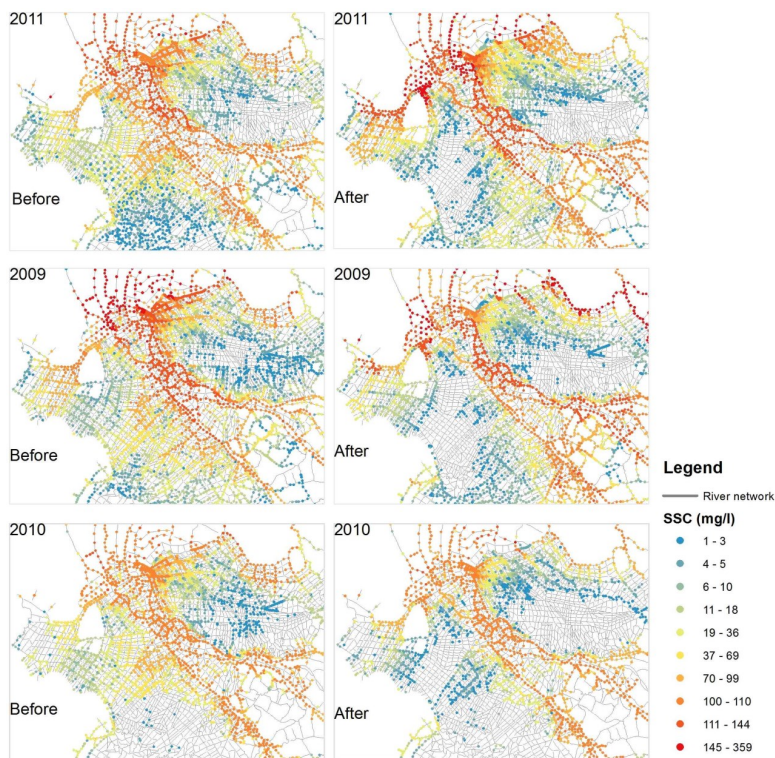 2011
Before
2011
After
2009
Before
2009
After
2010
Before
2010
After
Legend
River network
SSC (mg/l)
1 - 3
4 - 5
6 - 10
11 - 18
19 - 36
37 - 69
70 - 99
100 - 110
111 - 144
145 - 359